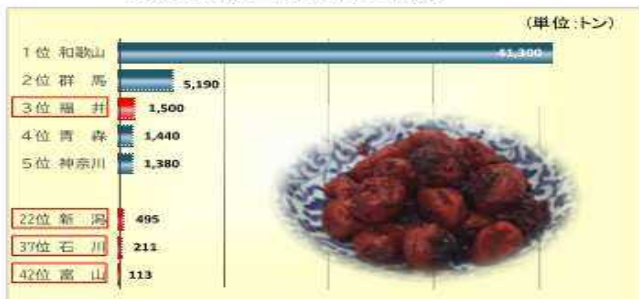 (単位:トン)
1位 和歌山 41,300
2位 群 馬 5,190
3位 福 井 1,500
4位 青 森 1,440
5位 神奈川 1,380
22位 新 潟 495
37位 石 川 211
42位 富 山 113